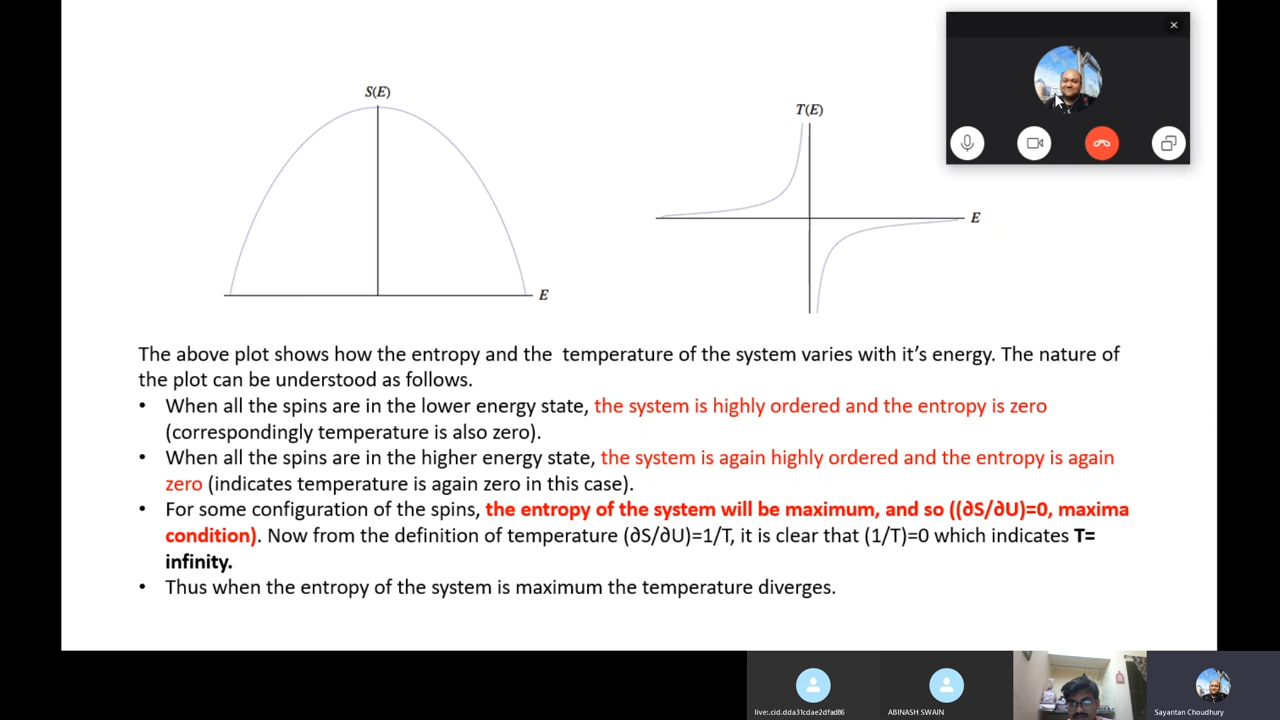 S(E)
E
T(E)
E
The above plot shows how the entropy and the temperature of the system varies with it’s energy. The nature of
the plot can be understood as follows.
• When all the spins are in the lower energy state, the system is highly ordered and the entropy is zero
(correspondingly temperature is also zero).
• When all the spins are in the higher energy state, the system is again highly ordered and the entropy is again
zero (indicates temperature is again zero in this case).
• For some configuration of the spins, the entropy of the system will be maximum, and so ((∂S/∂U)=0, maxima
condition). Now from the definition of temperature (∂S/∂U)=1/T, it is clear that (1/T)=0 which indicates T=
infinity.
• Thus when the entropy of the system is maximum the temperature diverges.
live:.cid.dda31cdae2dfad86
ABINASH SWAIN
Sayantan Choudhury